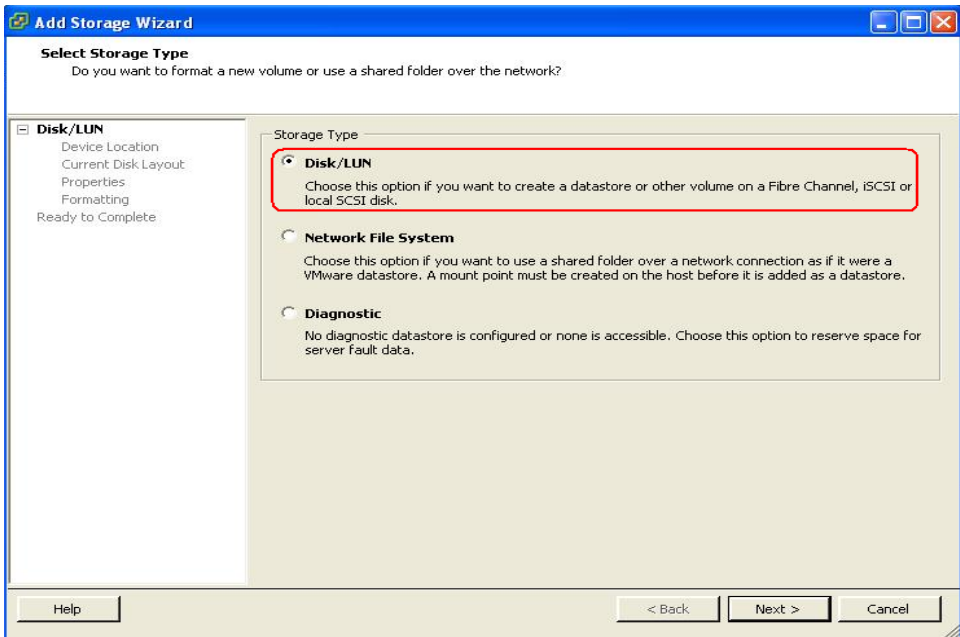 Add Storage Wizard
Select Storage Type
Do you want to format a new volume or use a shared folder over the network?
Disk/LUN
Device Location
Current Disk Layout
Properties
Formatting
Ready to Complete
Storage Type
Disk/LUN
Choose this option if you want to create a datastore or other volume on a Fibre Channel, iSCSI or
local SCSI disk.
Network File System
Choose this option if you want to use a shared folder over a network connection as if it were a
VMware datastore. A mount point must be created on the host before it is added as a datastore.
Diagnostic
No diagnostic datastore is configured or none is accessible. Choose this option to reserve space for
server fault data.
Help
< Back
Next >
Cancel